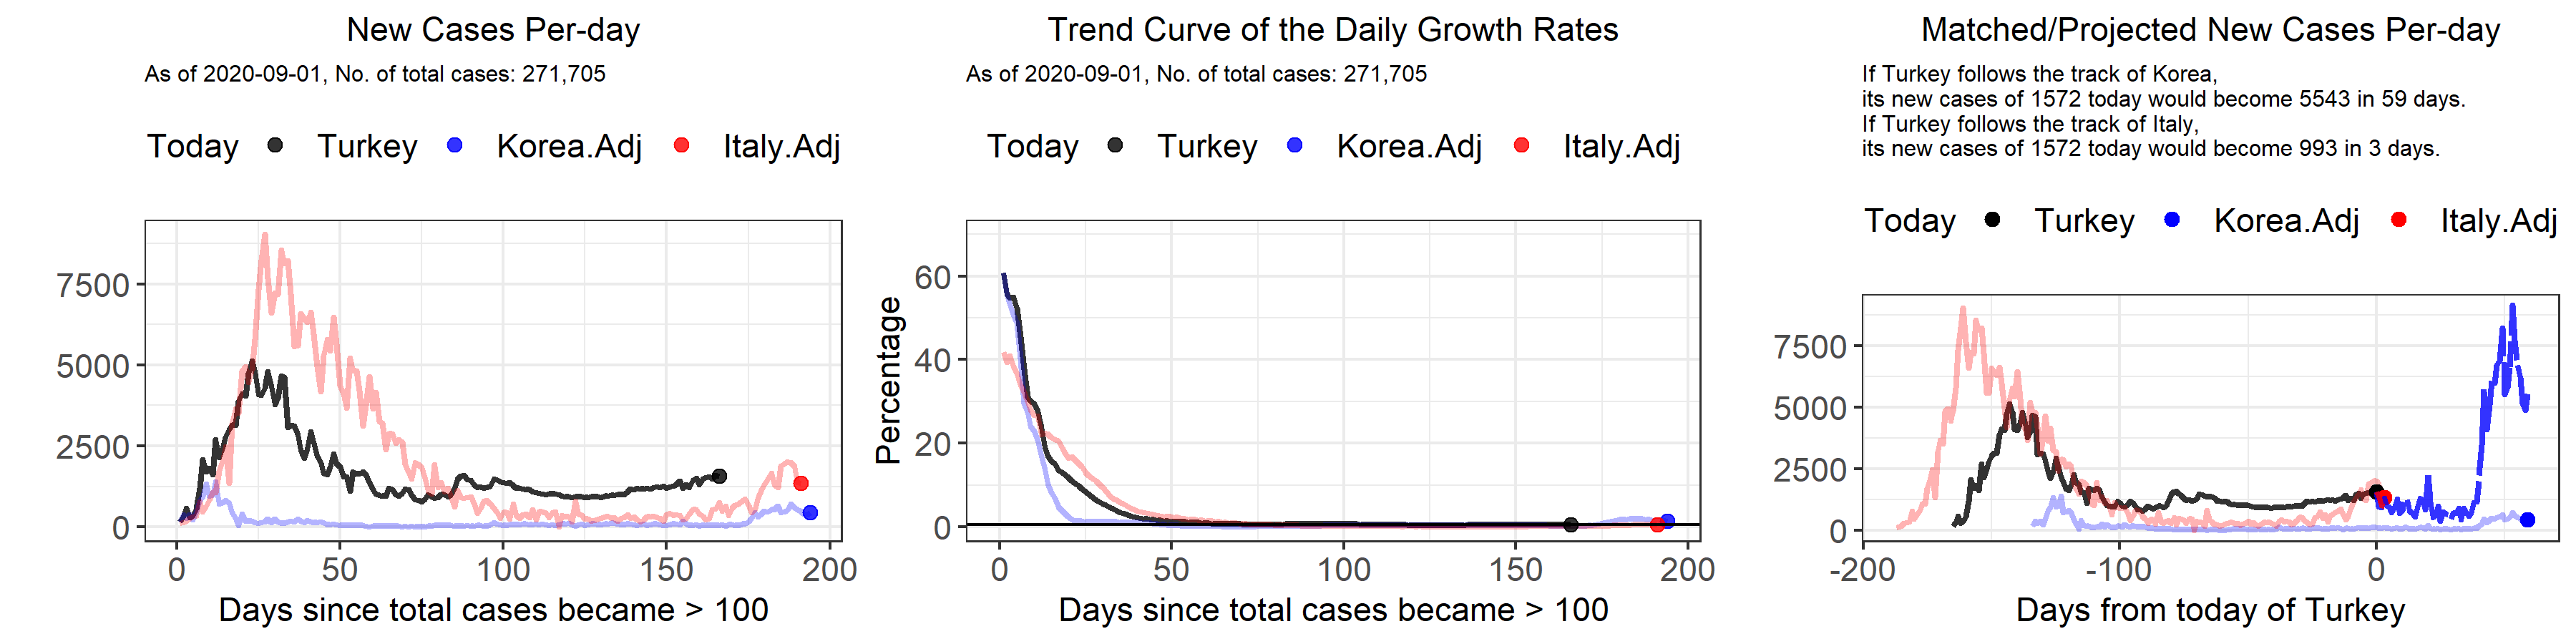 New Cases Per-day
As of 2020-09-01, No. of total cases: 271,705
Today Turkey Korea.Adj Italy.Adj
7500
5000
2500
0
0 50 100 150 200
Days since total cases became > 100
Trend Curve of the Daily Growth Rates
As of 2020-09-01, No. of total cases: 271,705
Today Turkey Korea.Adj Italy.Adj
Percentage
60
40
20
0
0 50 100 150 200
Days since total cases became > 100
Matched/Projected New Cases Per-day
If Turkey follows the track of Korea,
its new cases of 1572 today would become 5543 in 59 days.
If Turkey follows the track of Italy,
its new cases of 1572 today would become 993 in 3 days.
Today Turkey Korea.Adj Italy.Adj
7500
5000
2500
0
-200 -100 0
Days from today of Turkey